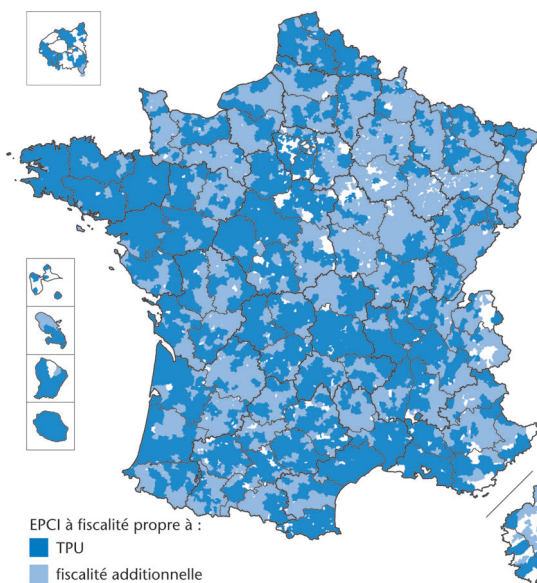 EPCI à fiscalité propre à :
TPU
fiscalité additionnelle